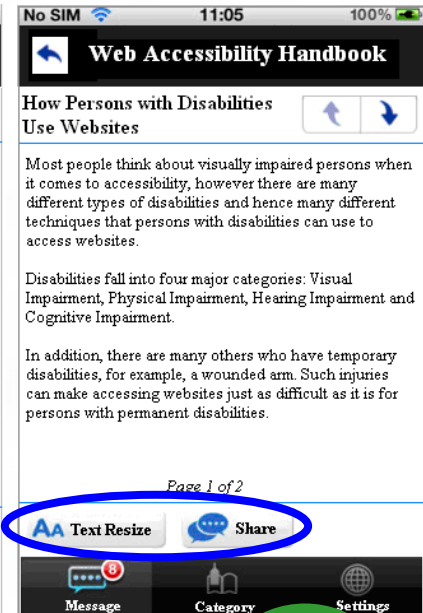 No SIM 11:05 100%
Web Accessibility Handbook
How Persons with Disabilities
Use Websites
Most people think about visually impaired persons when
it comes to accessibility, however there are many
different types of disabilities and hence many different
techniques that persons with disabilities can use to
access websites.
Disabilities fall into four major categories: Visual
Impairment, Physical Impairment, Hearing Impairment and
Cognitive Impairment.
In addition, there are many others who have temporary
disabilities, for example, a wounded arm. Such injuries
can make accessing websites just as difficult as it is for
persons with permanent disabilities.
Page 1 of 2
AA Text Resize Share
8
Message Category Settings